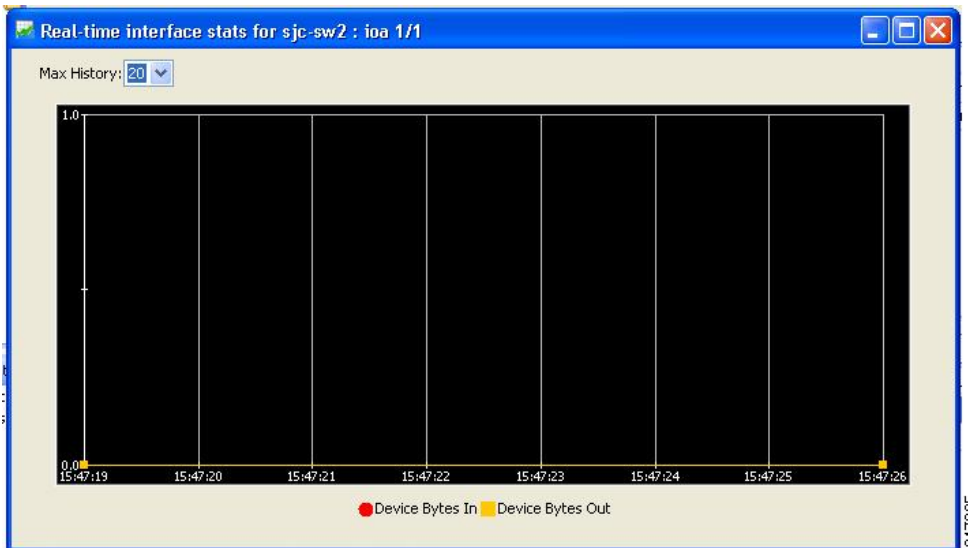 Real-time interface stats for sjc-sw2 : ioa 1/1
Max History: 20
1.0
0.0
15:47:19 15:47:20 15:47:21 15:47:22 15:47:23 15:47:24 15:47:25 15:47:26
Device Bytes In Device Bytes Out